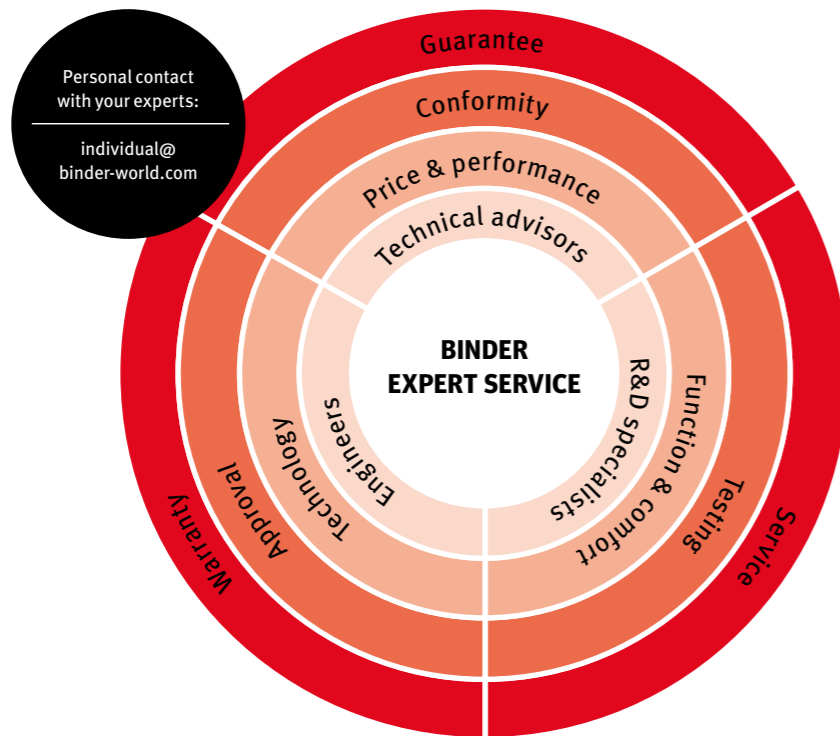 Personal contact
with your experts:
individual@
binder-world.com
Guarantee
Conformity
Price & performance
Technical advisors
BINDER
EXPERT SERVICE
Engineers
Technology
Approval
Warranty
R&D specialists
Function & comfort
Testing
Service